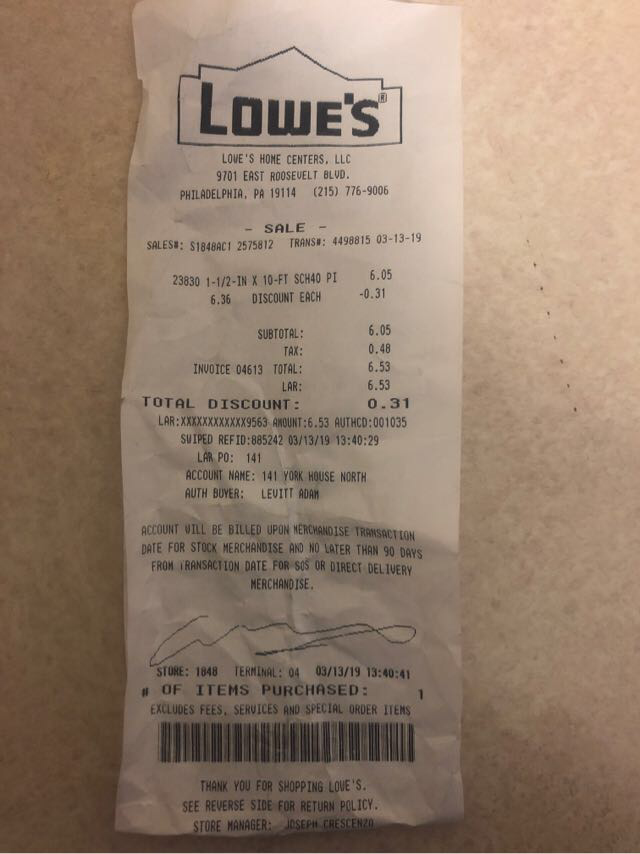 LOWE'S®
LOWE'S HOME CENTERS, LLC
9701 EAST ROOSEVELT BLVD.
PHILADELPHIA, PA 19114 (215) 776-9006
- SALE -
SALES#: S1848AC1 2575812 TRANS#: 4498815 03-13-19
23830 1-1/2-IN X 10-FT SCH40 PI 6.05
6.36 DISCOUNT EACH -0.31
SUBTOTAL: 6.05
TAX: 0.48
INVOICE 04613 TOTAL: 6.53
LAR: 6.53
TOTAL DISCOUNT: 0.31
LAR:XXXXXXXXXXXX9563 AMOUNT:6.53 AUTHCD:001035
SWIPED REFID:885242 03/13/19 13:40:29
LAR PO: 141
ACCOUNT NAME: 141 YORK HOUSE NORTH
AUTH BUYER: LEVITT ADAM
ACCOUNT WILL BE BILLED UPON MERCHANDISE TRANSACTION
DATE FOR STOCK MERCHANDISE AND NO LATER THAN 90 DAYS
FROM TRANSACTION DATE FOR SOS OR DIRECT DELIVERY
MERCHANDISE.
STORE: 1848 TERMINAL: 04 03/13/19 13:40:41
# OF ITEMS PURCHASED: 1
EXCLUDES FEES, SERVICES AND SPECIAL ORDER ITEMS
THANK YOU FOR SHOPPING LOWE'S.
SEE REVERSE SIDE FOR RETURN POLICY.
STORE MANAGER: JOSEPH CRESCENZO